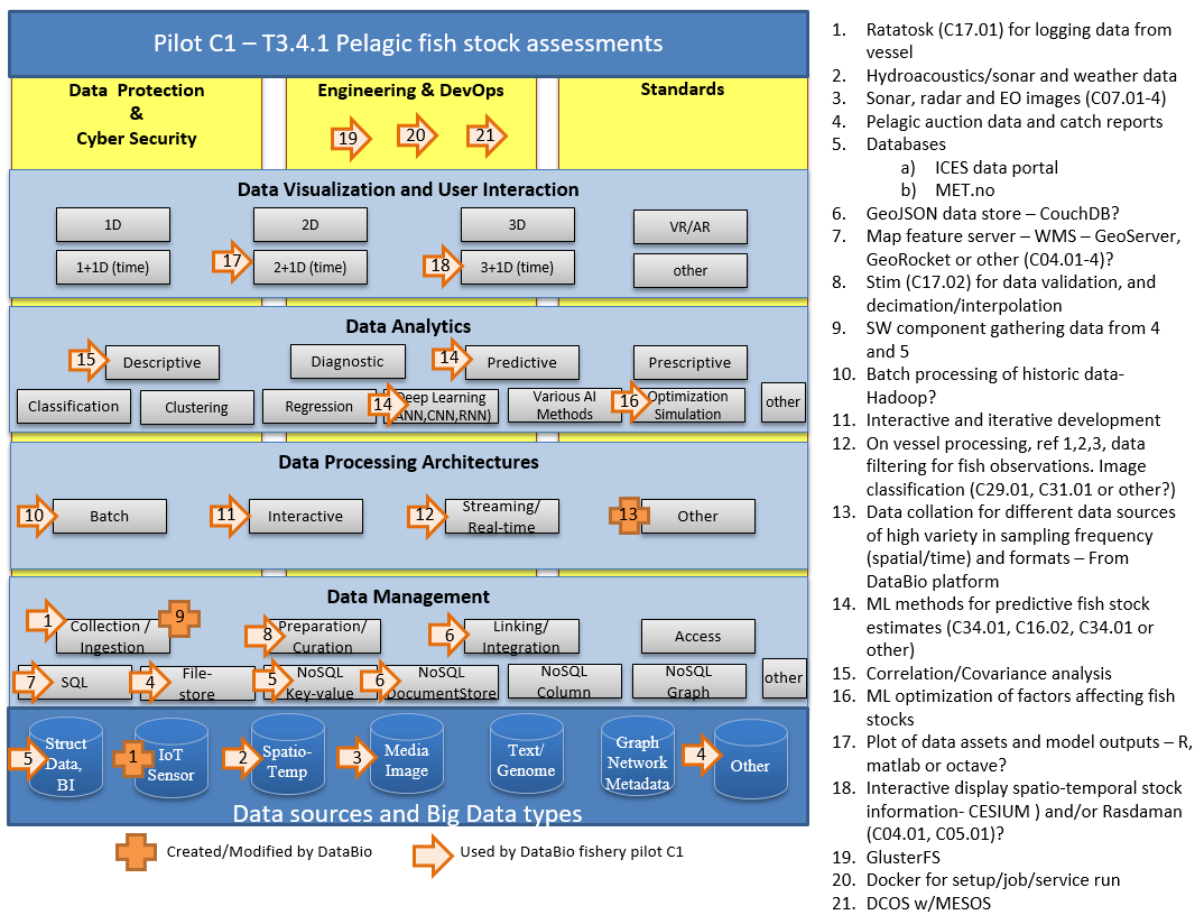 Pilot C1 – T3.4.1 Pelagic fish stock assessments
Data Protection
&
Cyber Security
Engineering & DevOps
19
20
21
Standards
Data Visualization and User Interaction
1D
2D
3D
VR/AR
1+1D (time)
17
2+1D (time)
18
3+1D (time)
other
Data Analytics
15
Descriptive
Diagnostic
14
Predictive
Prescriptive
Classification
Clustering
Regression
14
Deep Learning
ANN,CNN,RNN)
Various AI
Methods
16
Optimization
Simulation
other
Data Processing Architectures
10
Batch
11
Interactive
12
Streaming/
Real-time
13
Other
Data Management
1
Collection /
Ingestion
9
8
Preparation/
Curation
6
Linking/
Integration
Access
7
SQL
4
File-
store
5
NoSQL
Key-value
6
NoSQL
DocumentStore
NoSQL
Column
NoSQL
Graph
other
5
Struct
Data,
BI
1
IoT
Sensor
2
Spatio-
Temp
3
Media
Image
Text/
Genome
Graph
Network
Metadata
4
Other
Data sources and Big Data types
Created/Modified by DataBio
Used by DataBio fishery pilot C1
1. Ratatosk (C17.01) for logging data from
vessel
2. Hydroacoustics/sonar and weather data
3. Sonar, radar and EO images (C07.01-4)
4. Pelagic auction data and catch reports
5. Databases
a) ICES data portal
b) MET.no
6. GeoJSON data store – CouchDB?
7. Map feature server – WMS – GeoServer,
GeoRocket or other (C04.01-4)?
8. Stim (C17.02) for data validation, and
decimation/interpolation
9. SW component gathering data from 4
and 5
10. Batch processing of historic data-
Hadoop?
11. Interactive and iterative development
12. On vessel processing, ref 1,2,3, data
filtering for fish observations. Image
classification (C29.01, C31.01 or other?)
13. Data collation for different data sources
of high variety in sampling frequency
(spatial/time) and formats – From
DataBio platform
14. ML methods for predictive fish stock
estimates (C34.01, C16.02, C34.01 or
other)
15. Correlation/Covariance analysis
16. ML optimization of factors affecting fish
stocks
17. Plot of data assets and model outputs – R,
matlab or octave?
18. Interactive display spatio-temporal stock
information- CESIUM ) and/or Rasdaman
(C04.01, C05.01)?
19. GlusterFS
20. Docker for setup/job/service run
21. DCOS w/MESOS